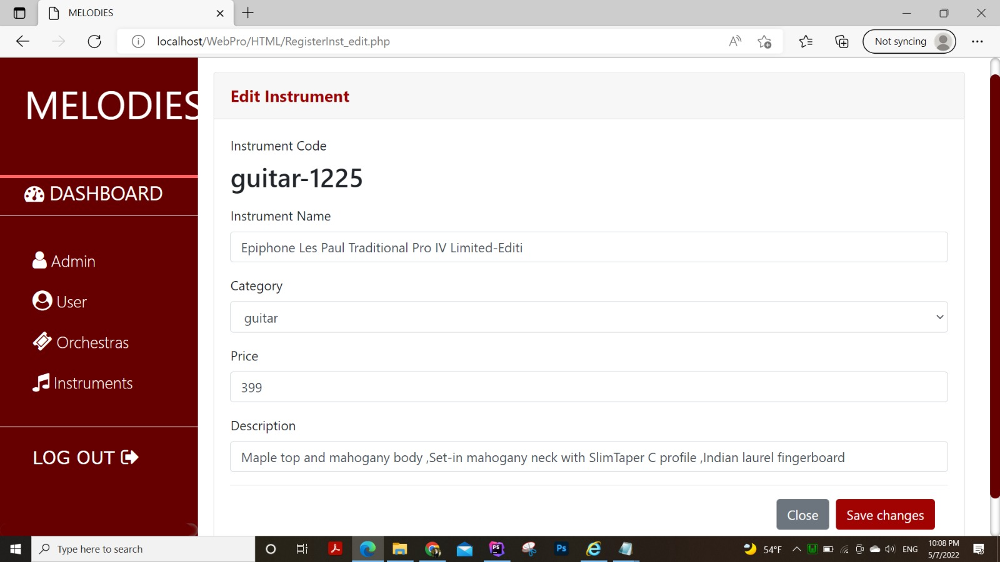 MELODIES
localhost/WebPro/HTML/RegisterInst_edit.php
Not syncing
MELODIES
DASHBOARD
Admin
User
Orchestras
Instruments
LOG OUT
Edit Instrument
Instrument Code
guitar-1225
Instrument Name
Epiphone Les Paul Traditional Pro IV Limited-Editi
Category
guitar
Price
399
Description
Maple top and mahogany body ,Set-in mahogany neck with SlimTaper C profile ,Indian laurel fingerboard
Close
Save changes
Type here to search
PS
Ps
54°F
ENG
10:08 PM
5/7/2022